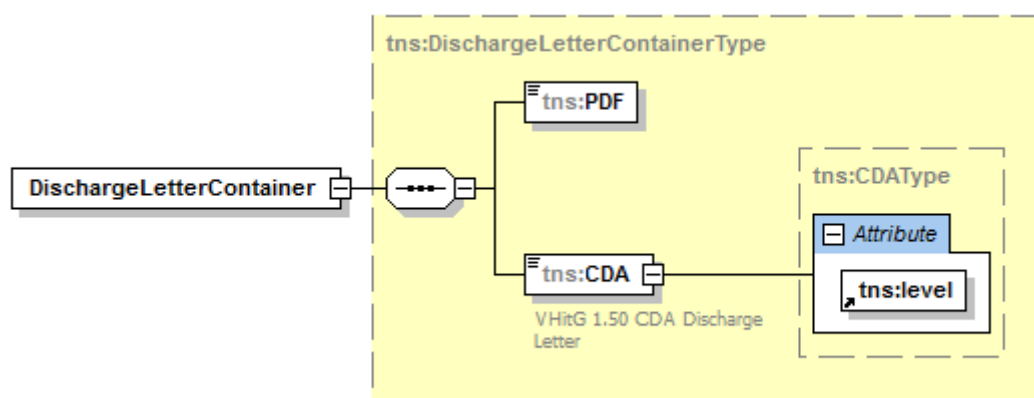 tns:DischargeLetterContainerType
tns:PDF
DischargeLetterContainer
tns:CDAType
Attribute
tns:CDA
tns:level
VHitG 1.50 CDA Discharge
Letter